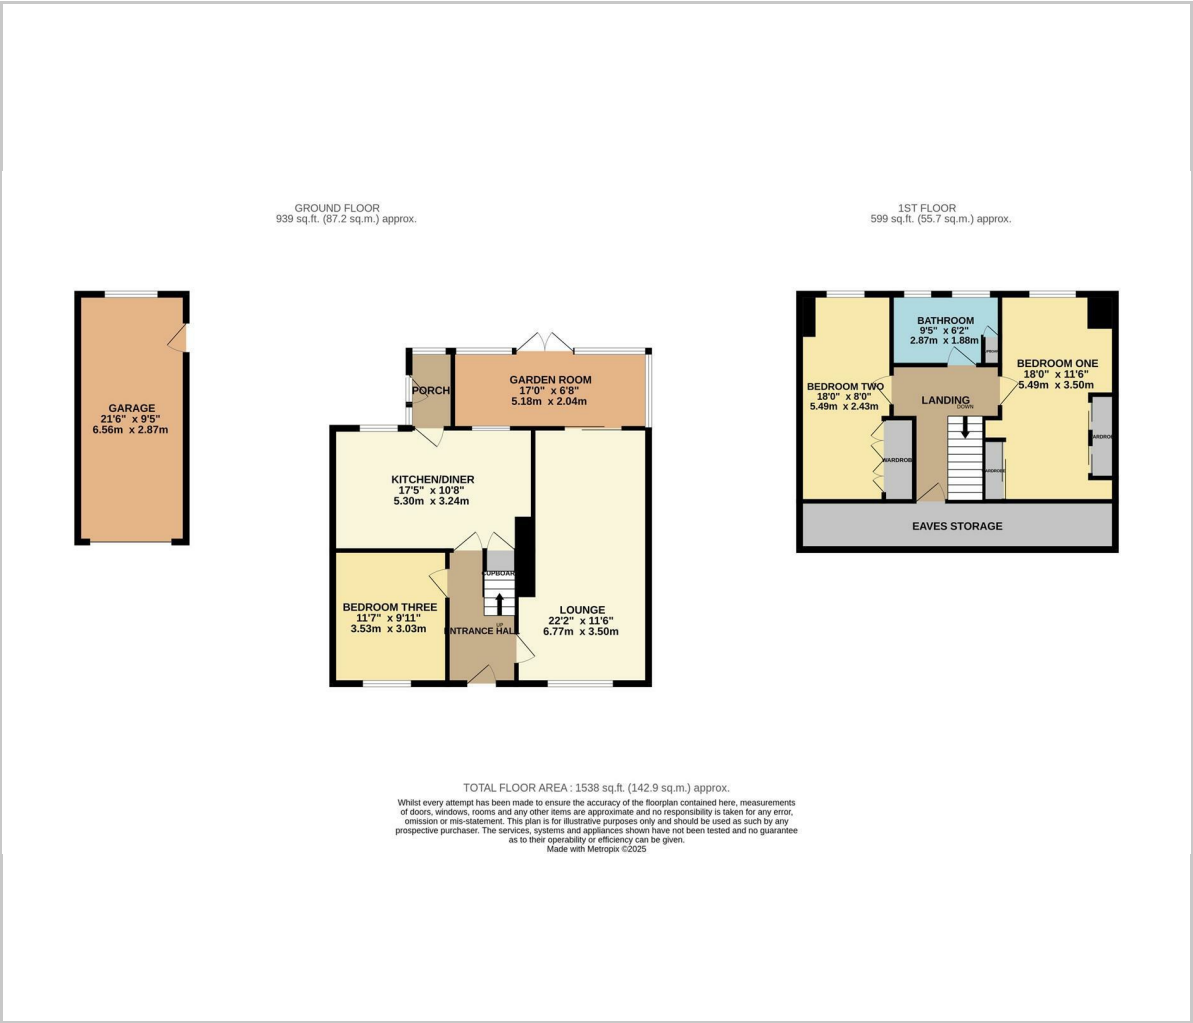 GROUND FLOOR
939 sq.ft. (87.2 sq.m.) approx.
1ST FLOOR
599 sq.ft. (55.7 sq.m.) approx.
GARAGE
21'6" x 9'5"
6.56m x 2.87m
PORCH
GARDEN ROOM
17'0" x 6'8"
5.18m x 2.04m
KITCHEN/DINER
17'5" x 10'8"
5.30m x 3.24m
CUPBOARD
BEDROOM THREE
11'7" x 9'11"
3.53m x 3.03m
UP
ENTRANCE HALL
LOUNGE
22'2" x 11'6"
6.77m x 3.50m
BATHROOM
9'5" x 6'2"
2.87m x 1.88m
BEDROOM ONE
18'0" x 11'6"
5.49m x 3.50m
BEDROOM TWO
18'0" x 8'0"
5.49m x 2.43m
LANDING
DOWN
WARDROBE
WARDROBE
WARDROBE
EAVES STORAGE
TOTAL FLOOR AREA : 1538 sq.ft. (142.9 sq.m.) approx.
Whilst every attempt has been made to ensure the accuracy of the floorplan contained here, measurements
of doors, windows, rooms and any other items are approximate and no responsibility is taken for any error,
omission or mis-statement. This plan is for illustrative purposes only and should be used as such by any
prospective purchaser. The services, systems and appliances shown have not been tested and no guarantee
as to their operability or efficiency can be given.
Made with Metropix ©2025